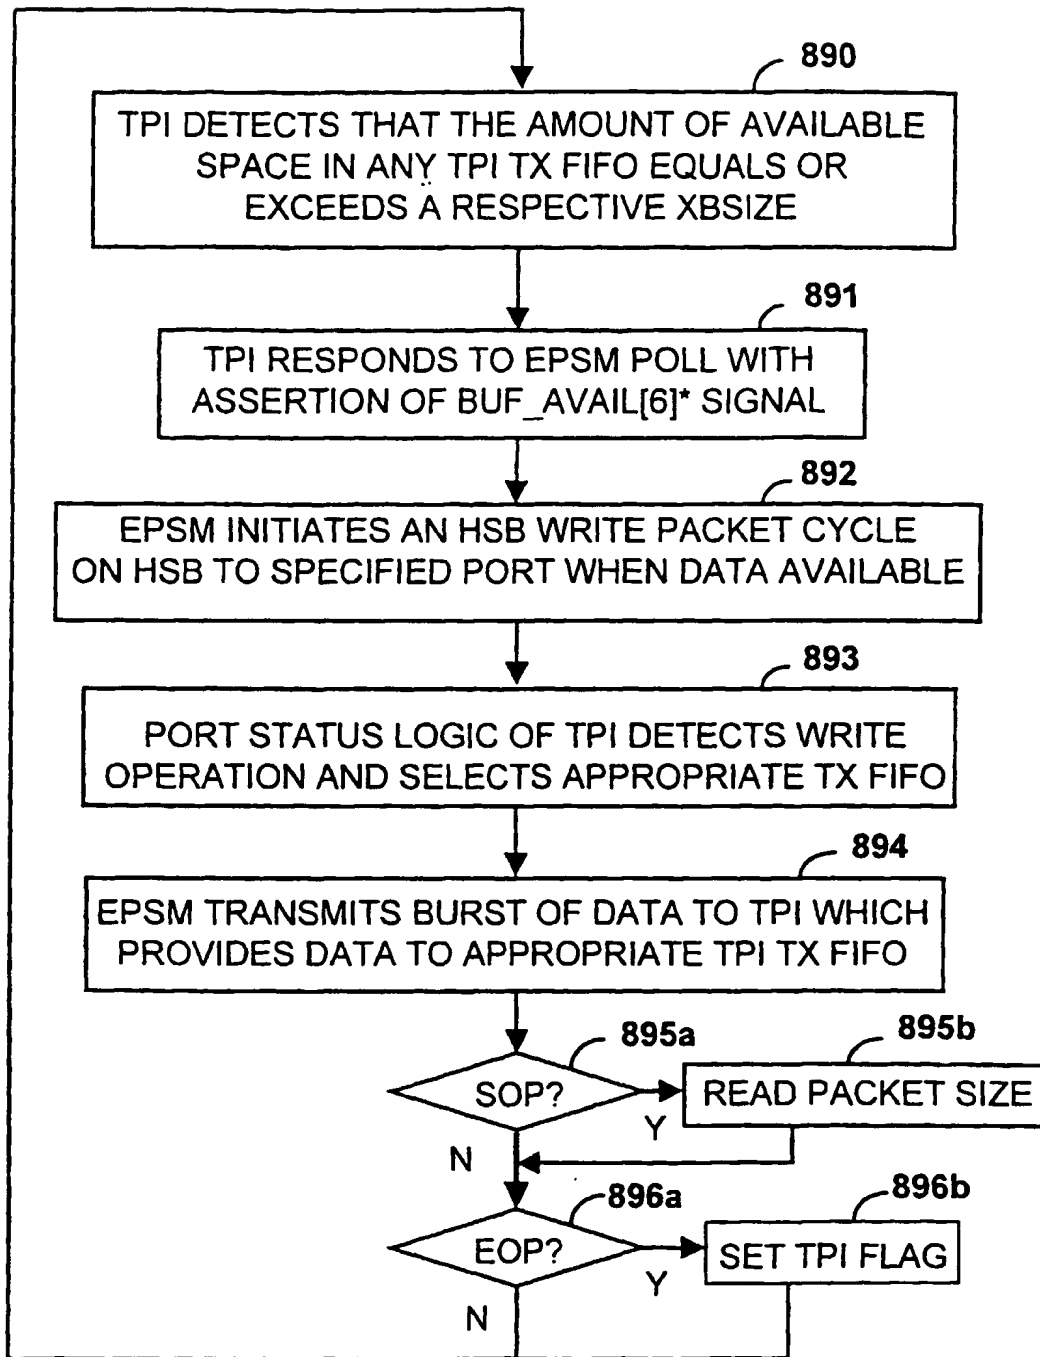 890
TPI DETECTS THAT THE AMOUNT OF AVAILABLE
SPACE IN ANY TPI TX FIFO EQUALS OR
EXCEEDS A RESPECTIVE XBSIZE
891
TPI RESPONDS TO EPSM POLL WITH
ASSERTION OF BUF_AVAIL[6]* SIGNAL
892
EPSM INITIATES AN HSB WRITE PACKET CYCLE
ON HSB TO SPECIFIED PORT WHEN DATA AVAILABLE
893
PORT STATUS LOGIC OF TPI DETECTS WRITE
OPERATION AND SELECTS APPROPRIATE TX FIFO
894
EPSM TRANSMITS BURST OF DATA TO TPI WHICH
PROVIDES DATA TO APPROPRIATE TPI TX FIFO
895a
895b
SOP?
READ PACKET SIZE
Y
N
896a
896b
EOP?
SET TPI FLAG
Y
N